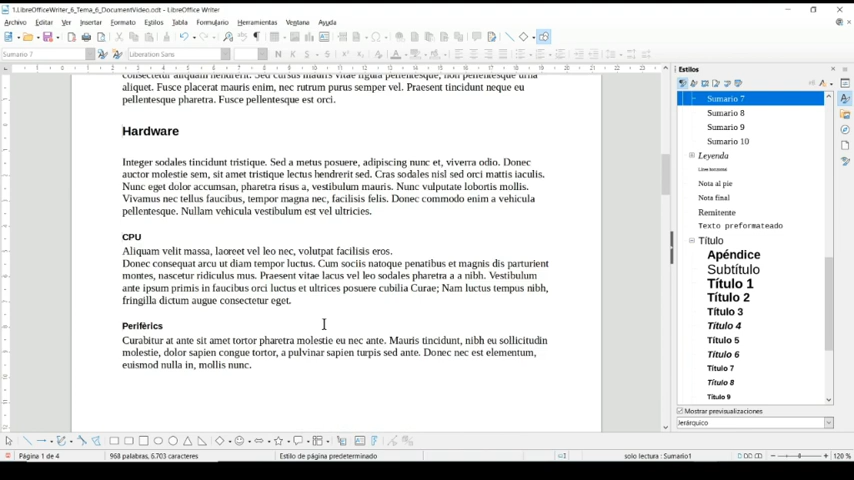 1.LibreOfficeWriter_6_Tema_6_DocumentVideo.odt - LibreOffice Writer
Archivo Editar Ver Insertar Formato Estilos Tabla Formulario Herramientas Ventana Ayuda
Sumario 7 Liberation Sans
Estilos
consectetur aliquam hendrerit. Sed cursus mauris vitae ligula pellentesque, non pellentesque urna
aliquet. Fusce placerat mauris enim, nec rutrum purus semper vel. Praesent tincidunt neque eu
pellentesque pharetra. Fusce pellentesque est orci.
Hardware
Integer sodales tincidunt tristique. Sed a metus posuere, adipiscing nunc et, viverra odio. Donec
auctor molestie sem, sit amet tristique lectus hendrerit sed. Cras sodales nisl sed orci mattis iaculis.
Nunc eget dolor accumsan, pharetra risus a, vestibulum mauris. Nunc vulputate lobortis mollis.
Vivamus nec tellus faucibus, tempor magna nec, facilisis felis. Donec commodo enim a vehicula
pellentesque. Nullam vehicula vestibulum est vel ultricies.
CPU
Aliquam velit massa, laoreet vel leo nec, volutpat facilisis eros.
Donec consequat arcu ut diam tempor luctus. Cum sociis natoque penatibus et magnis dis parturient
montes, nascetur ridiculus mus. Praesent vitae lacus vel leo sodales pharetra a a nibh. Vestibulum
ante ipsum primis in faucibus orci luctus et ultrices posuere cubilia Curae; Nam luctus tempus nibh,
fringilla dictum augue consectetur eget.
Perifèrics
Curabitur at ante sit amet tortor pharetra molestie eu nec ante. Mauris tincidunt, nibh eu sollicitudin
molestie, dolor sapien congue tortor, a pulvinar sapien turpis sed ante. Donec nec est elementum,
euismod nulla in, mollis nunc.
Sumario 7
Sumario 8
Sumario 9
Sumario 10
Leyenda
Línea horizontal
Nota al pie
Nota final
Remitente
Texto preformateado
Título
Apéndice
Subtítulo
Título 1
Título 2
Título 3
Título 4
Título 5
Título 6
Título 7
Título 8
Título 9
Mostrar previsualizaciones
Jerárquico
Página 1 de 4 968 palabras, 6.703 caracteres Estilo de página predeterminado solo lectura : Sumario1 120 %